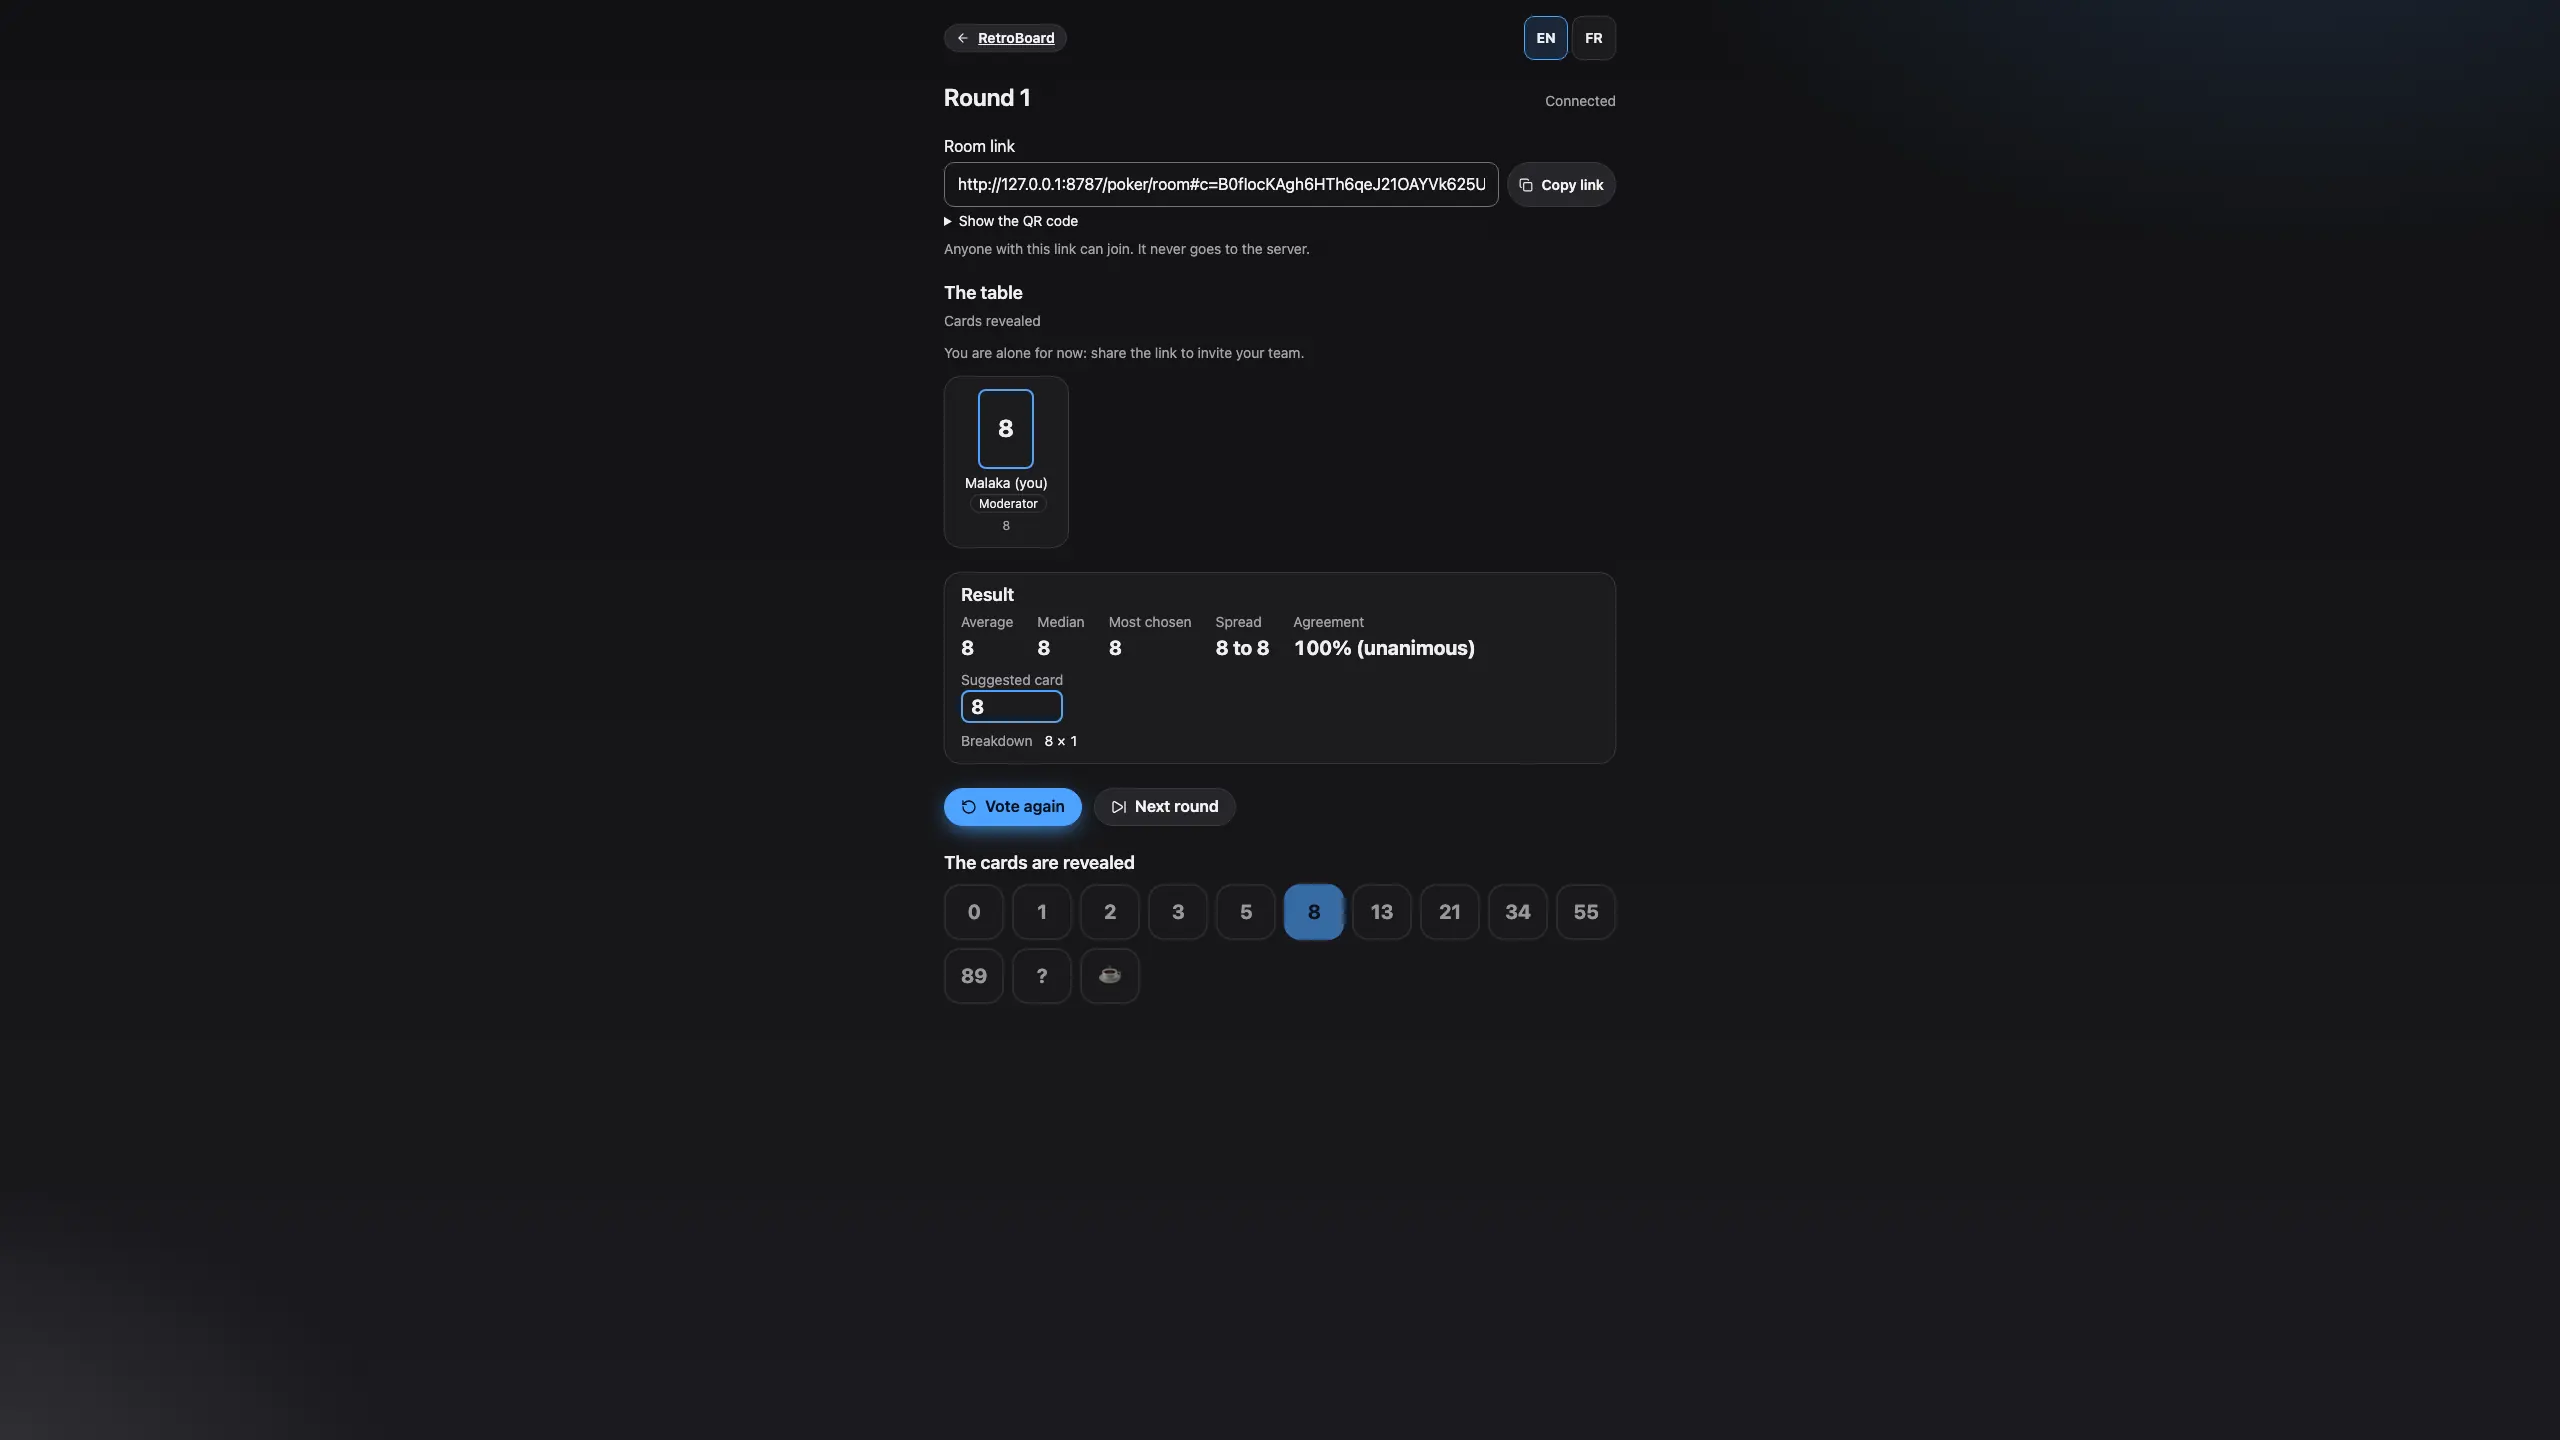 RetroBoard
EN FR
Round 1
Connected
Room link
http://127.0.0.1:8787/poker/room#c=B0flocKAgh6HTh6qeJ21OAYVk625U
Copy link
Show the QR code
Anyone with this link can join. It never goes to the server.
The table
Cards revealed
You are alone for now: share the link to invite your team.
8
Malaka (you)
Moderator
8
Result
Average Median Most chosen Spread Agreement
8 8 8 8 to 8 100% (unanimous)
Suggested card
8
Breakdown 8 × 1
Vote again Next round
The cards are revealed
0 1 2 3 5 8 13 21 34 55
89 ?